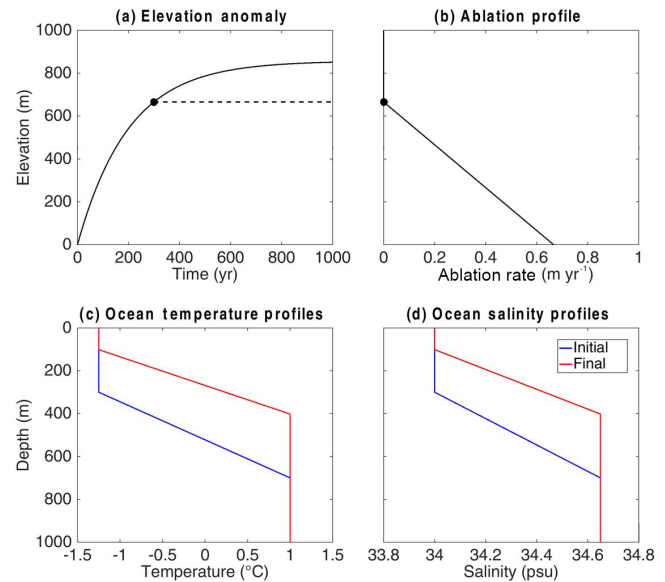 (a) Elevation anomaly
(b) Ablation profile
1000
800
600
400
200
0
Elevation (m)
0 200 400 600 800 1000
Time (yr)
0 0.2 0.4 0.6 0.8 1
Ablation rate (m yr⁻¹)
(c) Ocean temperature profiles
(d) Ocean salinity profiles
0
200
400
600
800
1000
Depth (m)
Initial
Final
-1.5 -1 -0.5 0 0.5 1 1.5
Temperature (°C)
33.8 34 34.2 34.4 34.6 34.8
Salinity (psu)